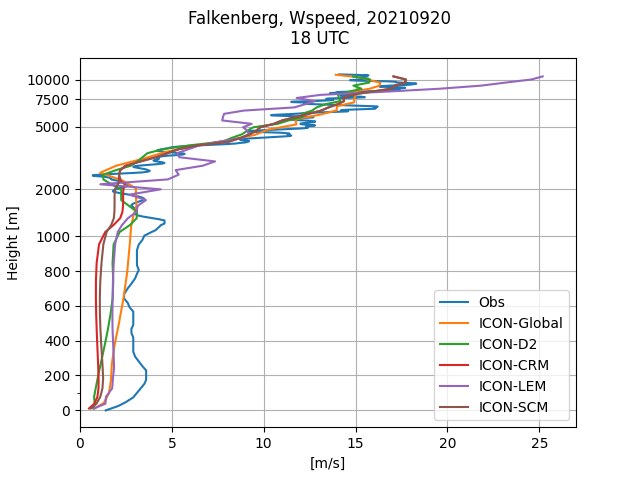 Falkenberg, Wspeed, 20210920
18 UTC
Height [m]
10000
7500
5000
2000
1000
800
600
400
200
0
0
5
10
15
20
25
[m/s]
Obs
ICON-Global
ICON-D2
ICON-CRM
ICON-LEM
ICON-SCM